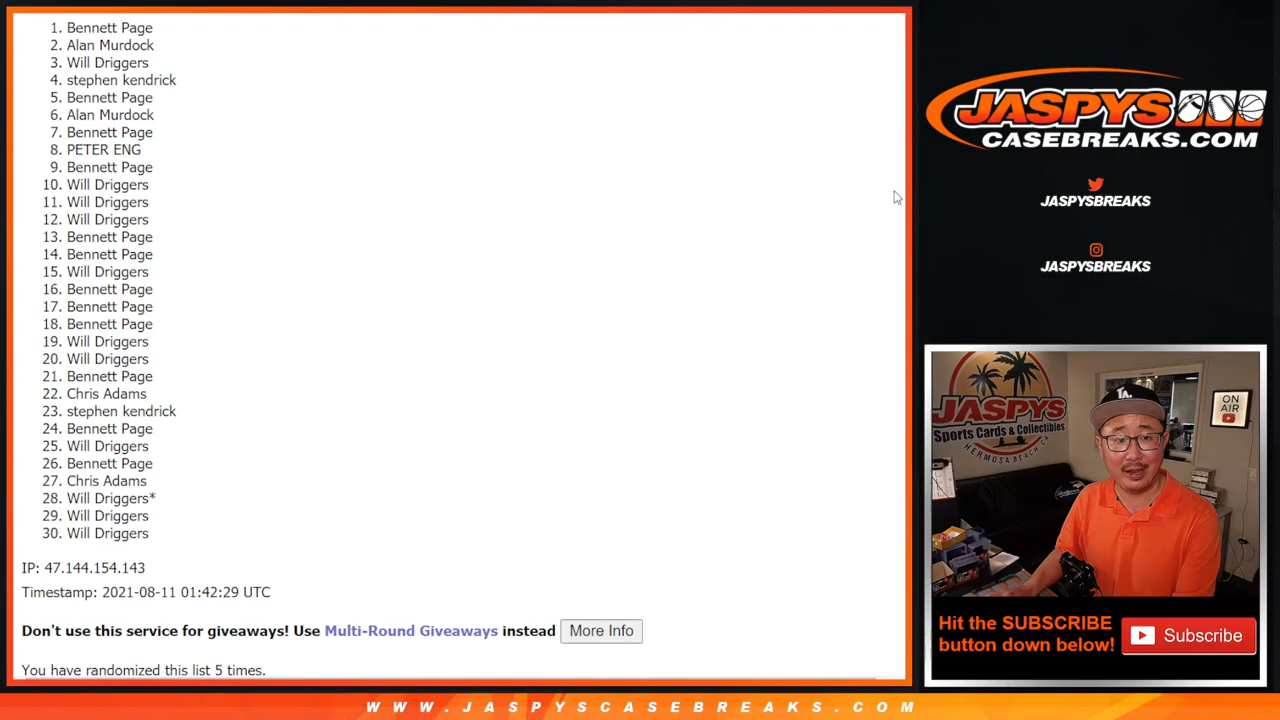 1. Bennett Page
2. Alan Murdock
3. Will Driggers
4. stephen kendrick
5. Bennett Page
6. Alan Murdock
7. Bennett Page
8. PETER ENG
9. Bennett Page
10. Will Driggers
11. Will Driggers
12. Will Driggers
13. Bennett Page
14. Bennett Page
15. Will Driggers
16. Bennett Page
17. Bennett Page
18. Bennett Page
19. Will Driggers
20. Will Driggers
21. Bennett Page
22. Chris Adams
23. stephen kendrick
24. Bennett Page
25. Will Driggers
26. Bennett Page
27. Chris Adams
28. Will Driggers*
29. Will Driggers
30. Will Driggers
IP: 47.144.154.143
Timestamp: 2021-08-11 01:42:29 UTC
Don't use this service for giveaways! Use Multi-Round Giveaways instead More Info
You have randomized this list 5 times.
JASPYS
CASEBREAKS.COM
JASPYSBREAKS
JASPYSBREAKS
JASPYS
Sports Cards & Collectibles
HERMOSA BEACH CA
LA
ON
AIR
Hit the SUBSCRIBE
button down below!
Subscribe
WWW.JASPYSCASEBREAKS.COM